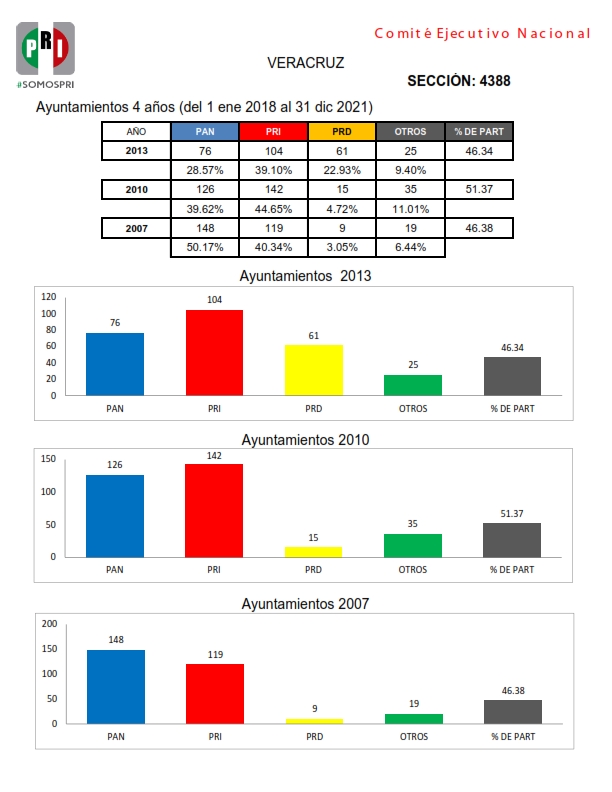 Comité Ejecutivo Nacional
PRI
#SOMOSPRI
VERACRUZ
SECCIÓN: 4388
Ayuntamientos 4 años (del 1 ene 2018 al 31 dic 2021)
AÑO PAN PRI PRD OTROS % DE PART
2013 76 104 61 25 46.34
28.57% 39.10% 22.93% 9.40%
2010 126 142 15 35 51.37
39.62% 44.65% 4.72% 11.01%
2007 148 119 9 19 46.38
50.17% 40.34% 3.05% 6.44%
Ayuntamientos 2013
120
100
80
60
40
20
0
76 104 61 25 46.34
PAN PRI PRD OTROS % DE PART
Ayuntamientos 2010
150
100
50
0
126 142 15 35 51.37
PAN PRI PRD OTROS % DE PART
Ayuntamientos 2007
200
150
100
50
0
148 119 9 19 46.38
PAN PRI PRD OTROS % DE PART